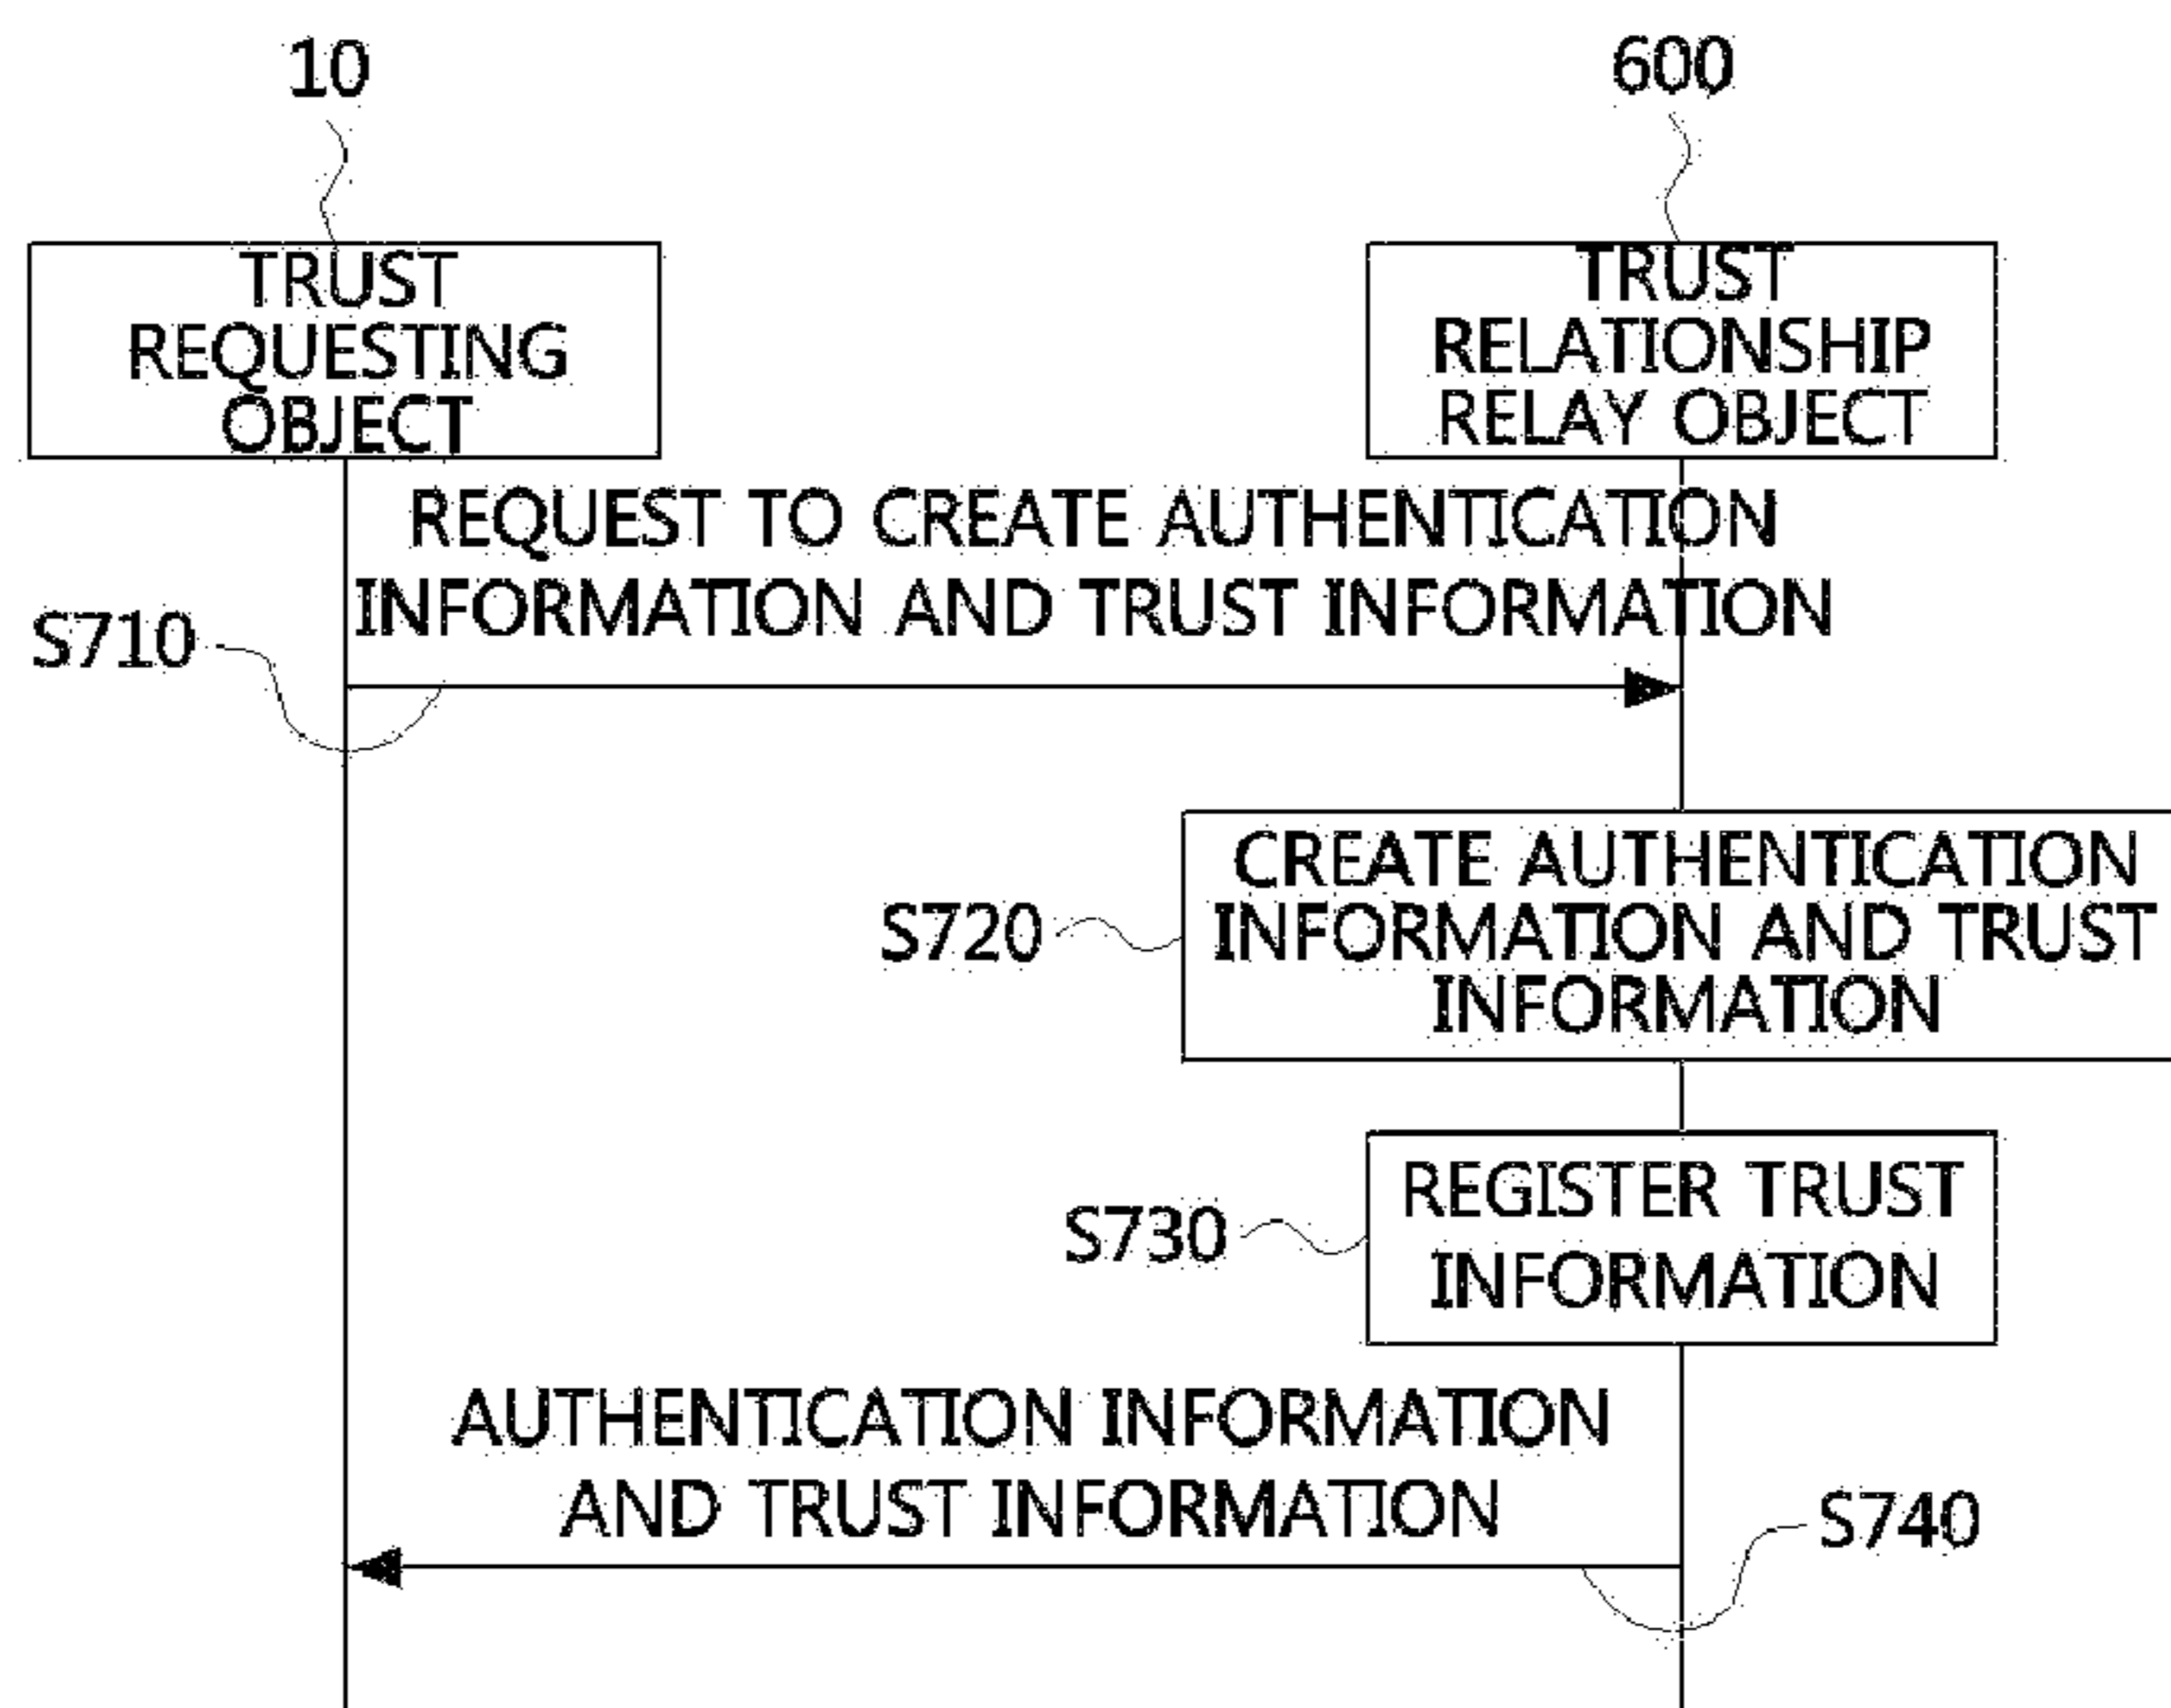 10
600
TRUST
REQUESTING
OBJECT
TRUST
RELATIONSHIP
RELAY OBJECT
REQUEST TO CREATE AUTHENTICATION
INFORMATION AND TRUST INFORMATION
S710
CREATE AUTHENTICATION
INFORMATION AND TRUST
INFORMATION
S720
REGISTER TRUST
INFORMATION
S730
AUTHENTICATION INFORMATION
AND TRUST INFORMATION
S740